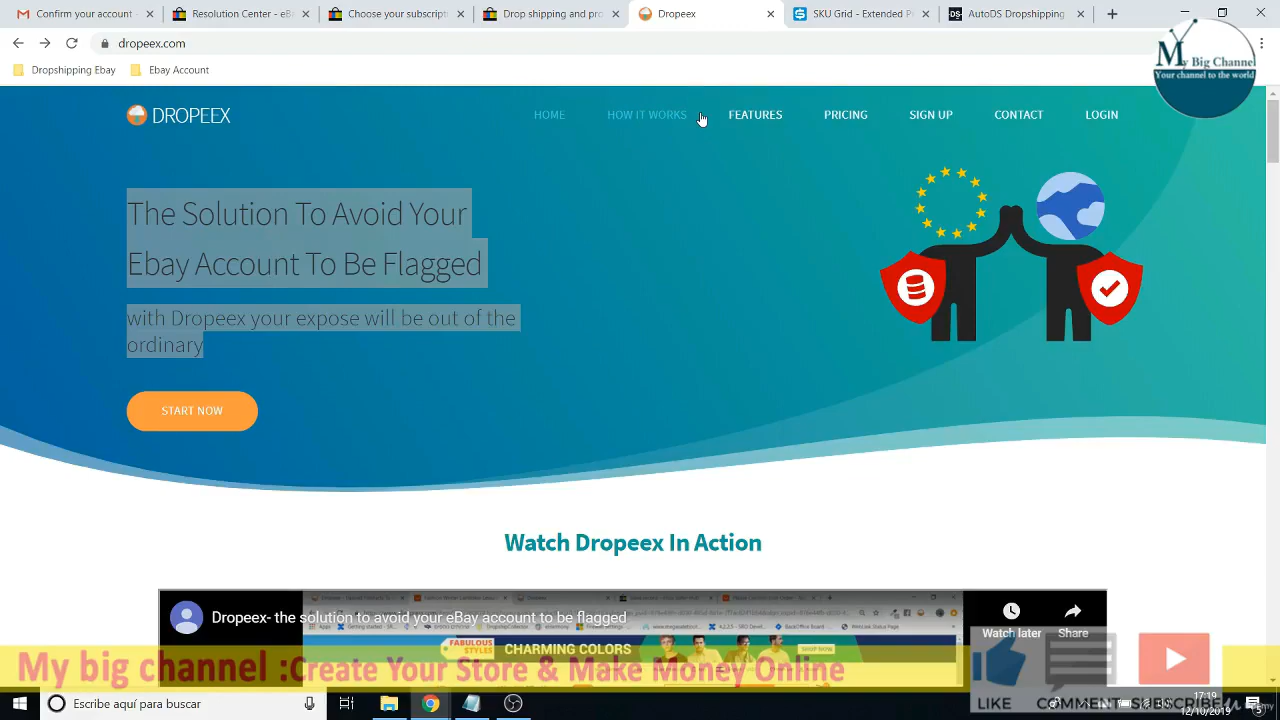 Confirm your account
Resolution Center - eB
Choose your subscript
Drop shipping and pro
Dropeex
SKU Grid - Extended P
DS
AutoDS Dropshipping
dropeex.com
Dropshipping Ebay
Ebay Account
My Big Channel
Your channel to the world
DROPEEX
HOME
HOW IT WORKS
FEATURES
PRICING
SIGN UP
CONTACT
LOGIN
The Solution To Avoid Your
Ebay Account To Be Flagged
with Dropeex your expose will be out of the
ordinary
START NOW
Watch Dropeex In Action
Dropeex- the solution to avoid your eBay account to be flagged
Watch later
Share
FABULOUS
STYLES
CHARMING COLORS
SHOP NOW
My big channel :Create Your Store & Make Money Online
LIKE
COMMENT
SUBSCRIBE
Escribe aquí para buscar
17:19
12/10/2019